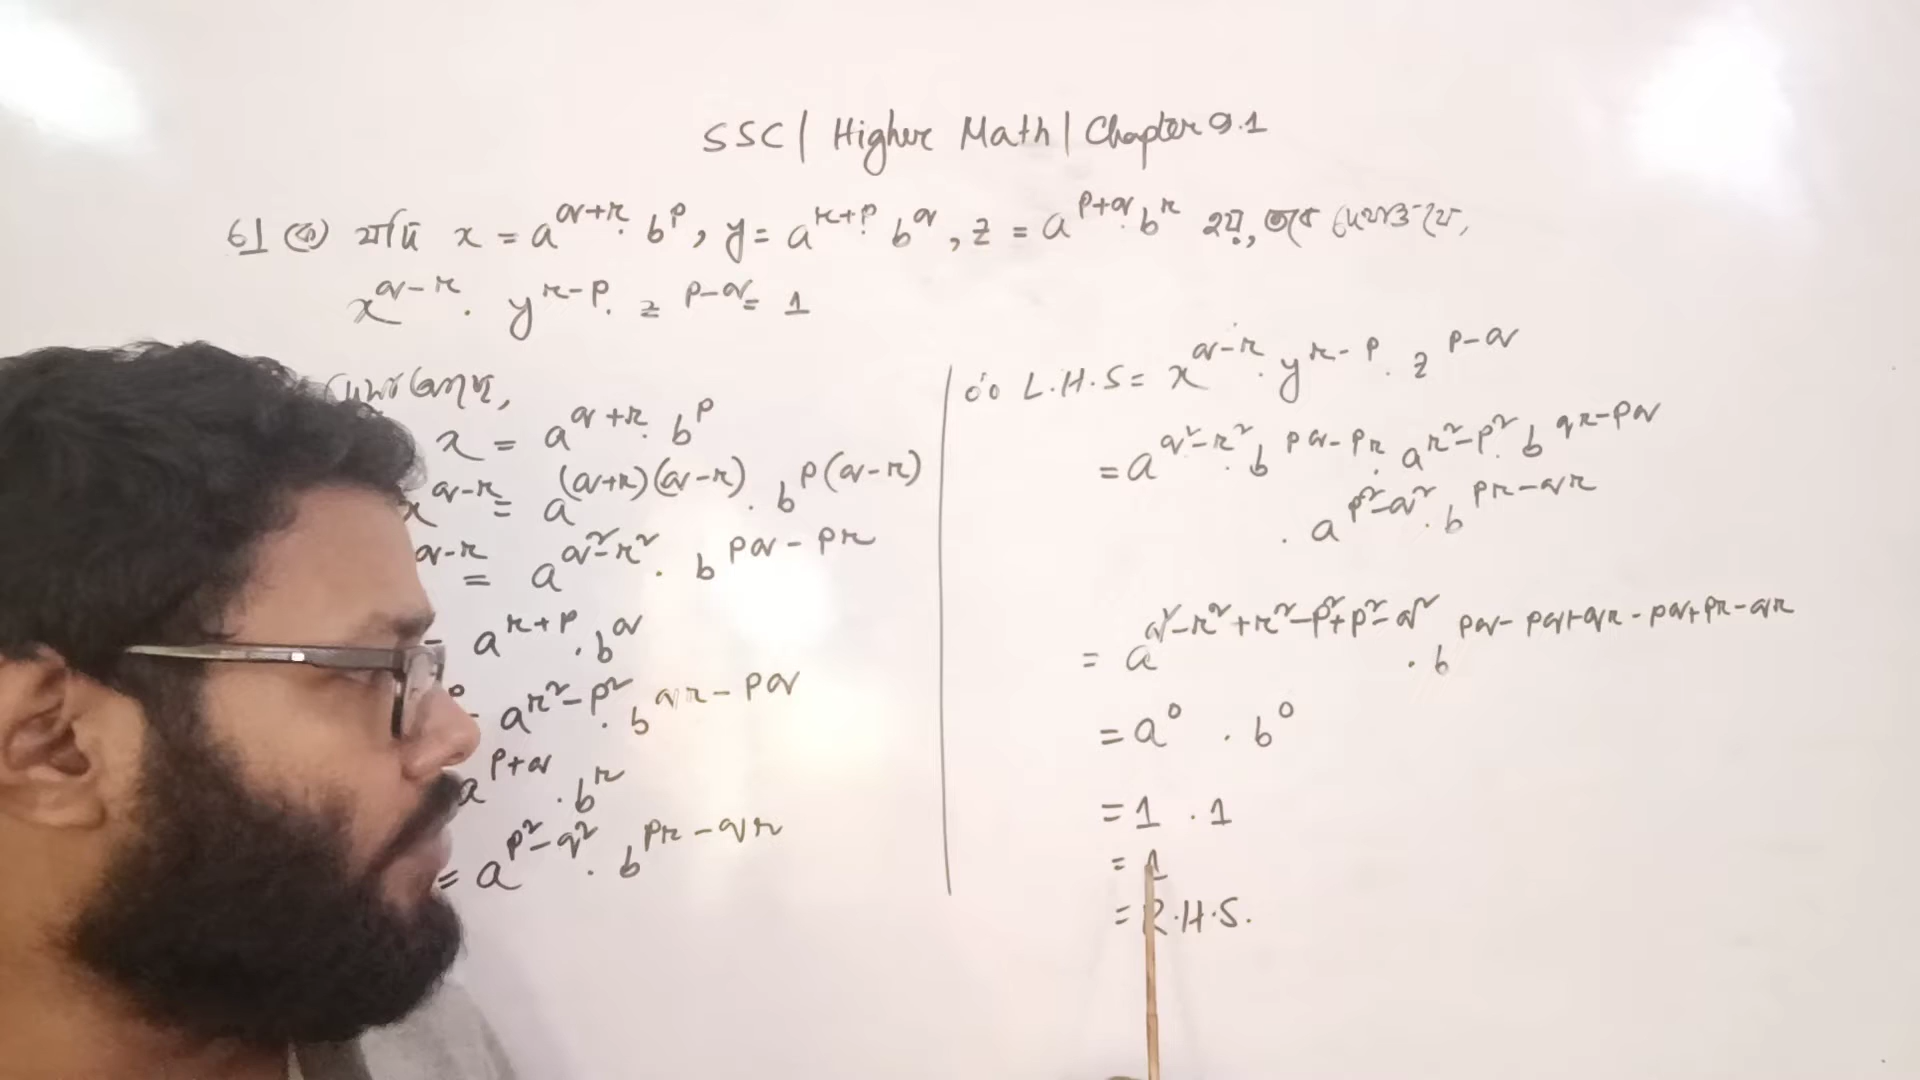 SSC | Higher Math | Chapter 9.1
6। (ক) যদি x = a^(q+r) · b^p, y = a^(r+p) · b^q, z = a^(p+q) · b^r হয়, তবে দেখাও যে,
x^(q-r) · y^(r-p) · z^(p-q) = 1
দেওয়া আছে,
x = a^(q+r) · b^p
x^(q-r) = a^((q+r)(q-r)) · b^(p(q-r))
q-r = a^(q²-r²) · b^(pq-pr)
a^(r+p) · b^q
a^(r²-p²) · b^(qr-pq)
a^(p+q) · b^r
= a^(p²-q²) · b^(pr-qr)
∴ L.H.S = x^(q-r) · y^(r-p) · z^(p-q)
= a^(q²-r²) · b^(pq-pr) · a^(r²-p²) · b^(qr-pq)
· a^(p²-q²) · b^(pr-qr)
= a^(q²-r²+r²-p²+p²-q²) · b^(pq-pq+qr-pq+pr-qr)
= a^0 · b^0
= 1 · 1
= 1
= R.H.S.